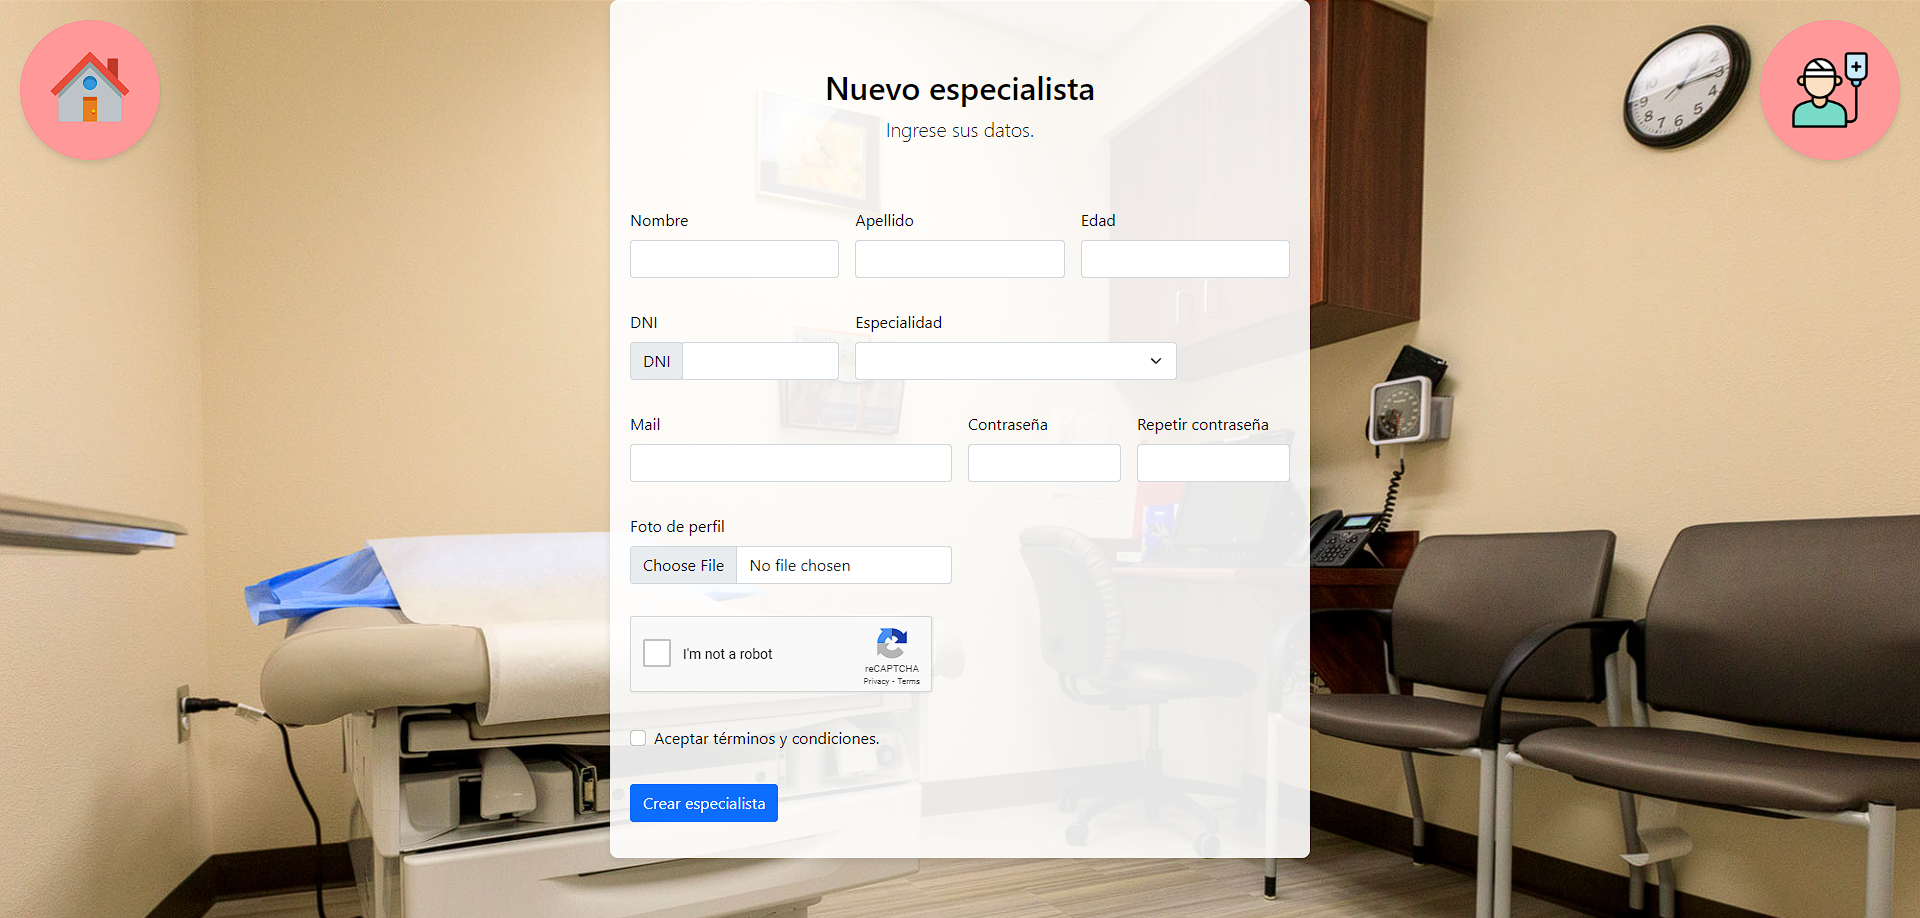 Nuevo especialista
Ingrese sus datos.
Nombre Apellido Edad
DNI Especialidad
DNI
Mail Contraseña Repetir contraseña
Foto de perfil
Choose File No file chosen
I'm not a robot
reCAPTCHA
Privacy - Terms
Aceptar términos y condiciones.
Crear especialista